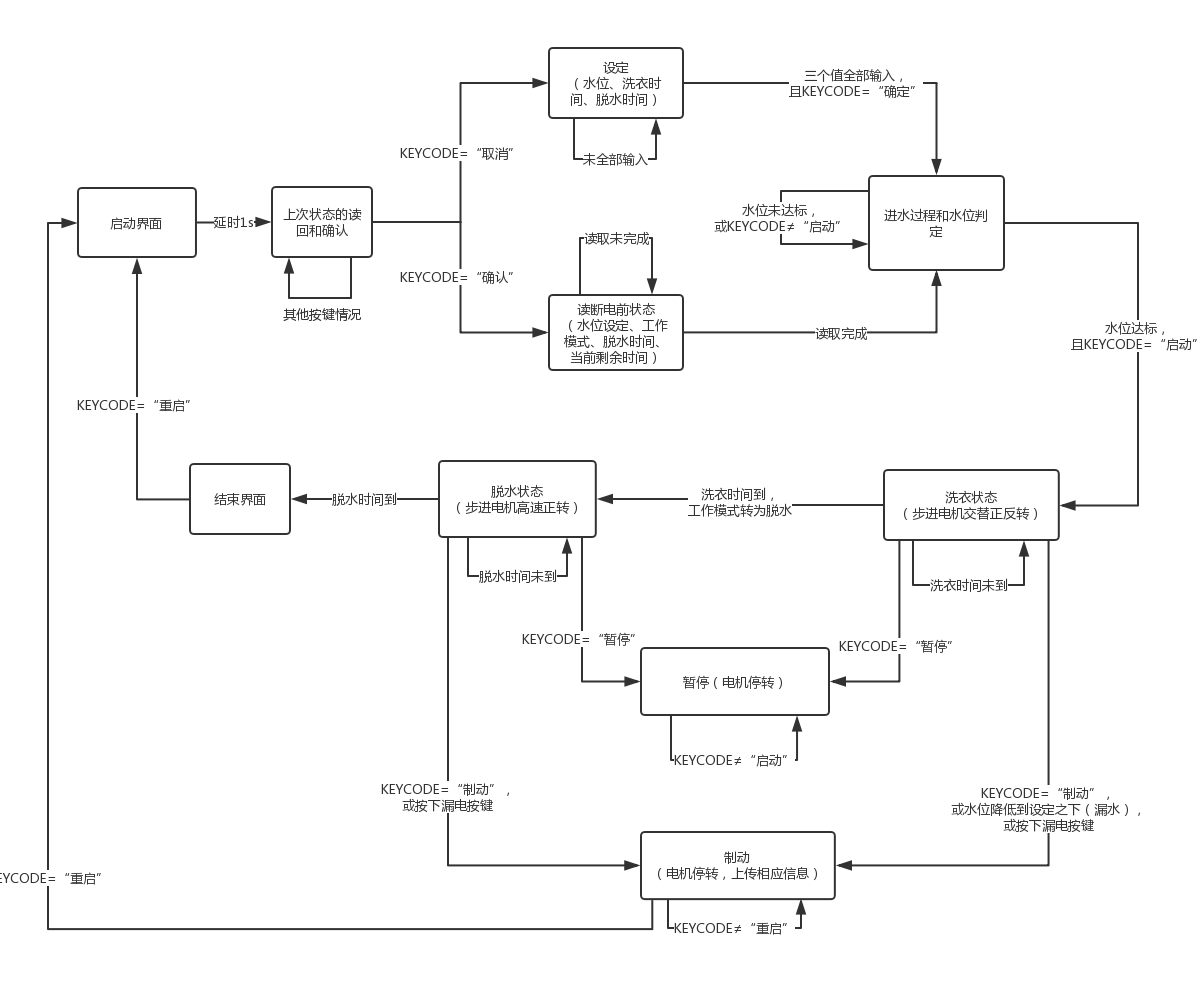 设定
（水位、洗衣时
间、脱水时间）
三个值全部输入，
且KEYCODE=“确定”
未全部输入
KEYCODE=“取消”
启动界面
延时1s
上次状态的读
回和确认
其他按键情况
KEYCODE=“确认”
读取未完成
读断电前状态
（水位设定、工作
模式、脱水时间、
当前剩余时间）
读取完成
水位未达标，
或KEYCODE≠“启动”
进水过程和水位判
定
水位达标，
且KEYCODE=“启动”
KEYCODE=“重启”
结束界面
脱水时间到
脱水状态
（步进电机高速正转）
洗衣时间到，
工作模式转为脱水
洗衣状态
（步进电机交替正反转）
脱水时间未到
洗衣时间未到
KEYCODE=“暂停”
KEYCODE=“暂停”
暂停（电机停转）
KEYCODE≠“启动”
KEYCODE=“制动”，
或按下漏电按键
KEYCODE=“制动”，
或水位降低到设定之下（漏水），
或按下漏电按键
制动
（电机停转，上传相应信息）
EYCODE=“重启”
KEYCODE≠“重启”